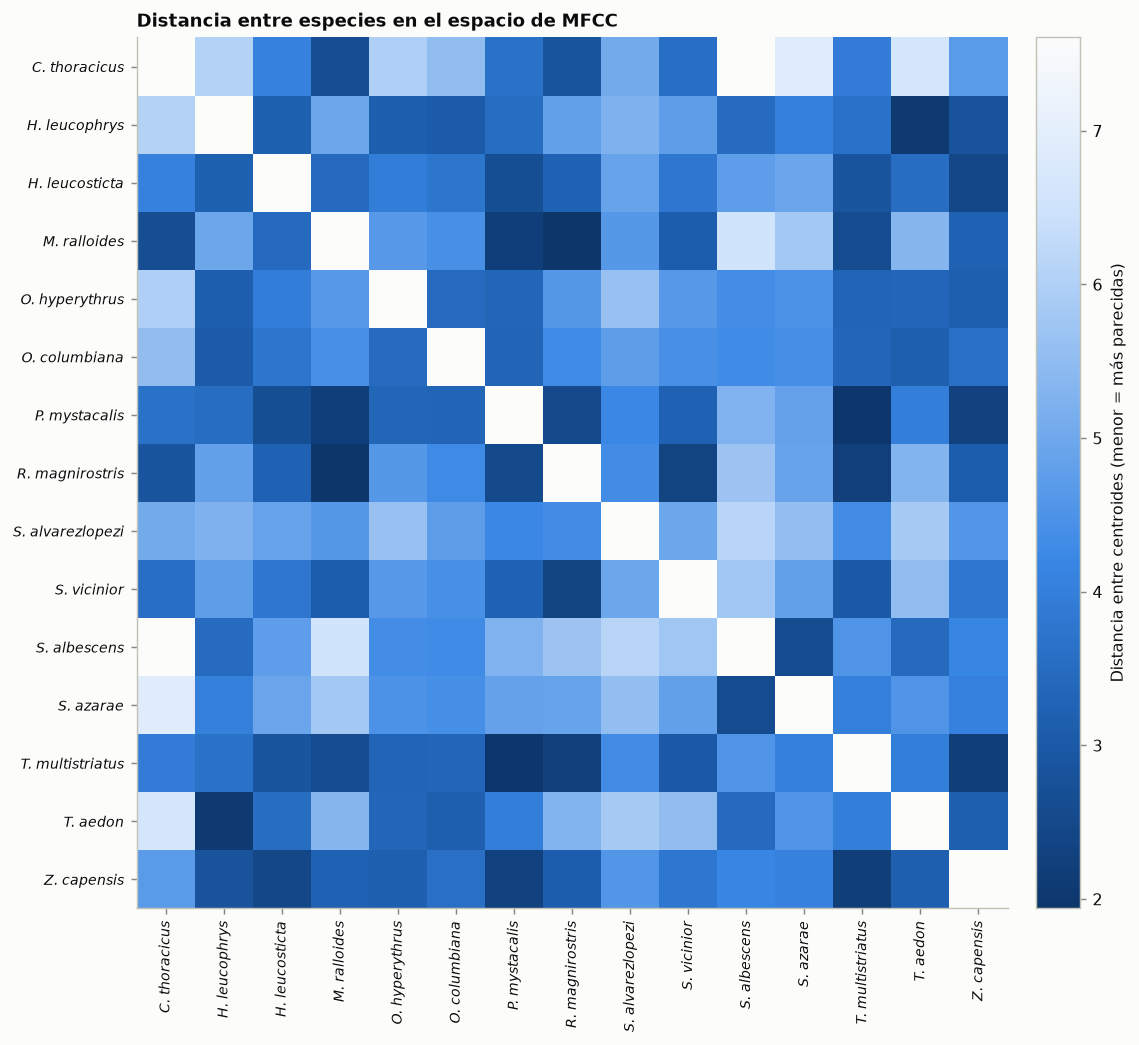 Distancia entre especies en el espacio de MFCC
C. thoracicus
H. leucophrys
H. leucosticta
M. ralloides
O. hyperythrus
O. columbiana
P. mystacalis
R. magnirostris
S. alvarezlopezi
S. vicinior
S. albescens
S. azarae
T. multistriatus
T. aedon
Z. capensis
C. thoracicus
H. leucophrys
H. leucosticta
M. ralloides
O. hyperythrus
O. columbiana
P. mystacalis
R. magnirostris
S. alvarezlopezi
S. vicinior
S. albescens
S. azarae
T. multistriatus
T. aedon
Z. capensis
7
6
5
4
3
2
Distancia entre centroides (menor = más parecidas)